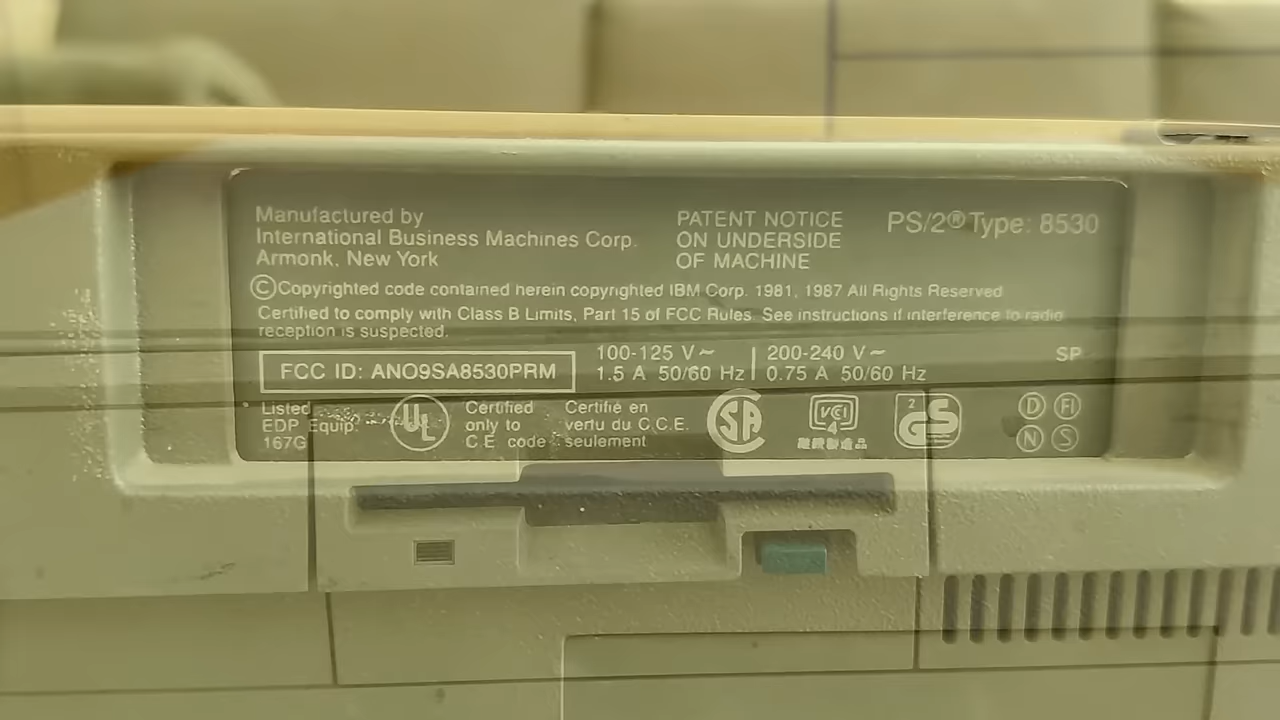 Manufactured by
International Business Machines Corp.
Armonk, New York
PATENT NOTICE
ON UNDERSIDE
OF MACHINE
PS/2® Type: 8530
©Copyrighted code contained herein copyrighted IBM Corp. 1981, 1987 All Rights Reserved
Certified to comply with Class B Limits, Part 15 of FCC Rules. See instructions if interference to radio
reception is suspected.
FCC ID: ANO9SA8530PRM
100-125 V~
1.5 A 50/60 Hz
200-240 V~
0.75 A 50/60 Hz
SP
Listed
EDP Equip.
167G
UL
Certified
only to
C.E. code
Certifié en
vertu du C.C.E.
seulement
SA
VCI
4
2
GS
D
FI
N
S